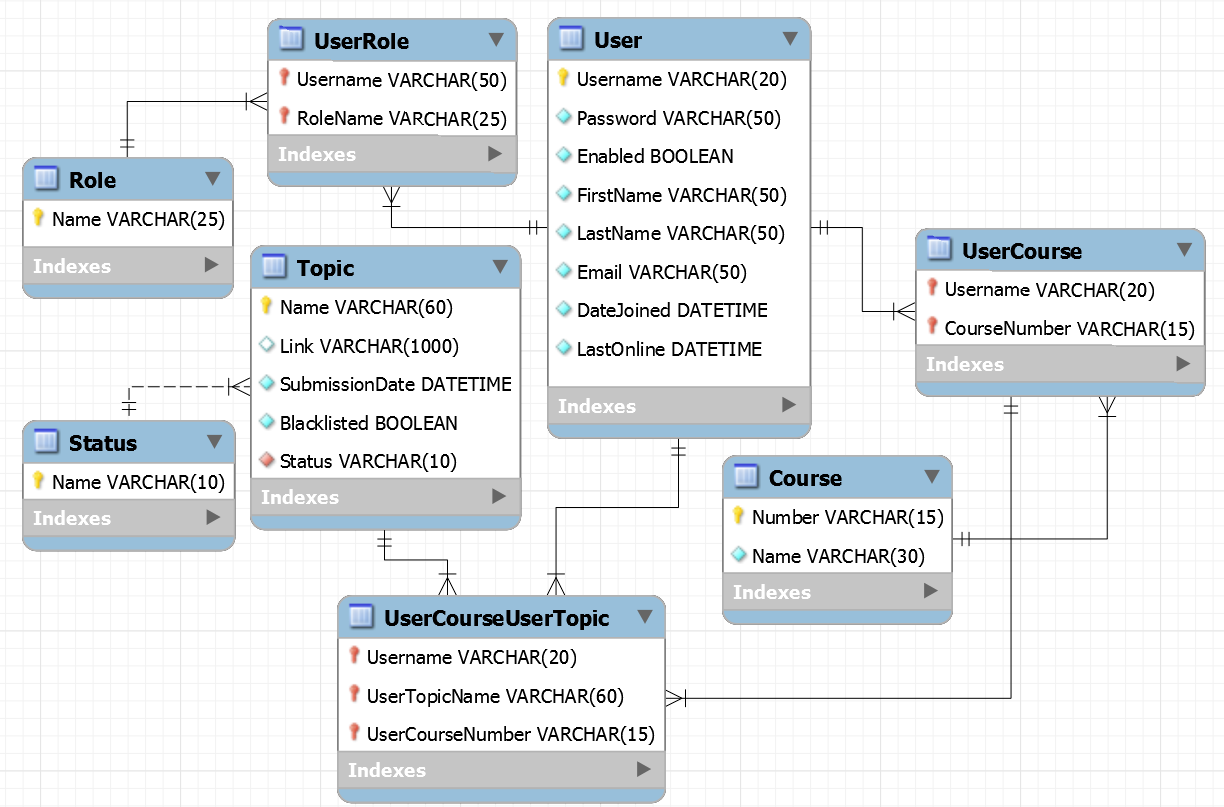 UserRole
Username VARCHAR(50)
RoleName VARCHAR(25)
Indexes
User
Username VARCHAR(20)
Password VARCHAR(50)
Enabled BOOLEAN
FirstName VARCHAR(50)
LastName VARCHAR(50)
Email VARCHAR(50)
DateJoined DATETIME
LastOnline DATETIME
Indexes
Role
Name VARCHAR(25)
Indexes
Topic
Name VARCHAR(60)
Link VARCHAR(1000)
SubmissionDate DATETIME
Blacklisted BOOLEAN
Status VARCHAR(10)
Indexes
UserCourse
Username VARCHAR(20)
CourseNumber VARCHAR(15)
Indexes
Status
Name VARCHAR(10)
Indexes
Course
Number VARCHAR(15)
Name VARCHAR(30)
Indexes
UserCourseUserTopic
Username VARCHAR(20)
UserTopicName VARCHAR(60)
UserCourseNumber VARCHAR(15)
Indexes